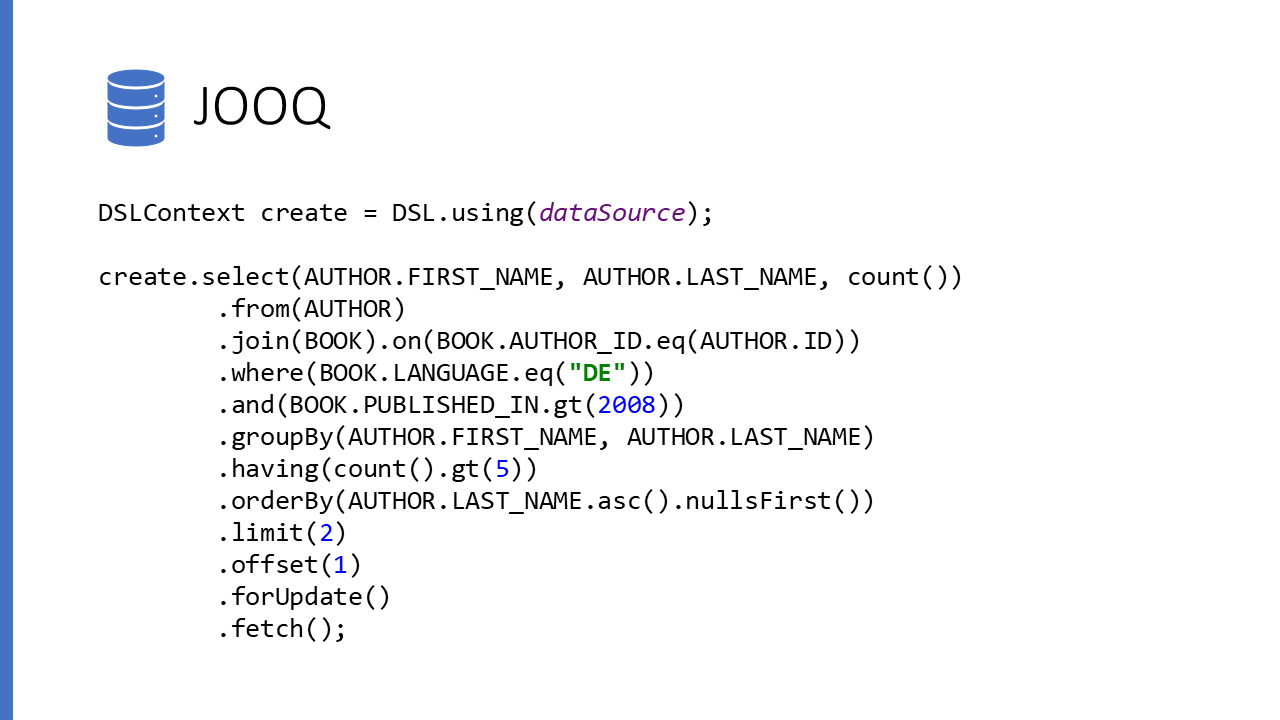 JOOQ
DSLContext create = DSL.using(dataSource);
create.select(AUTHOR.FIRST_NAME, AUTHOR.LAST_NAME, count())
.from(AUTHOR)
.join(BOOK).on(BOOK.AUTHOR_ID.eq(AUTHOR.ID))
.where(BOOK.LANGUAGE.eq("DE"))
.and(BOOK.PUBLISHED_IN.gt(2008))
.groupBy(AUTHOR.FIRST_NAME, AUTHOR.LAST_NAME)
.having(count().gt(5))
.orderBy(AUTHOR.LAST_NAME.asc().nullsFirst())
.limit(2)
.offset(1)
.forUpdate()
.fetch();